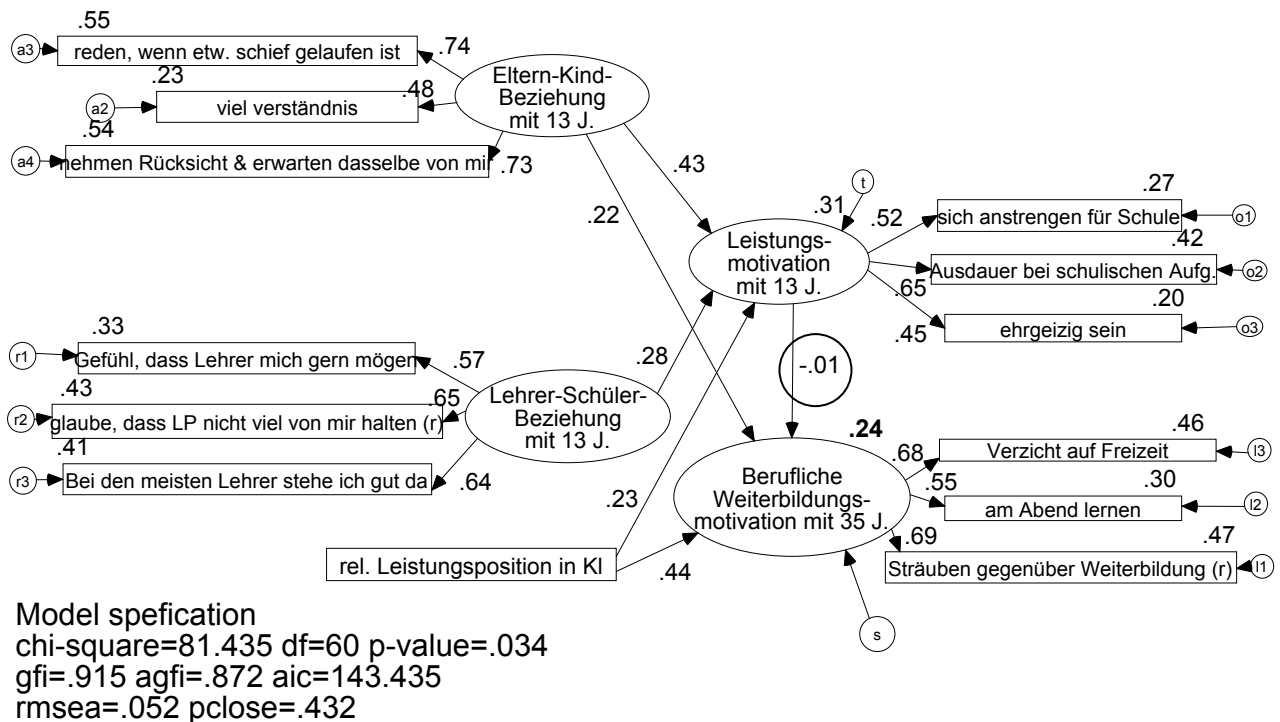 .55
a3
reden, wenn etw. schief gelaufen ist
.74
.23
a2
viel verständnis
.48
.54
a4
nehmen Rücksicht & erwarten dasselbe von mir
.73
Eltern-Kind-
Beziehung
mit 13 J.
.43
.22
t
.31
Leistungs-
motivation
mit 13 J.
.52
.27
sich anstrengen für Schule
o1
.42
Ausdauer bei schulischen Aufg.
o2
.65
.20
ehrgeizig sein
o3
.45
.33
r1
Gefühl, dass Lehrer mich gern mögen
.57
.43
r2
glaube, dass LP nicht viel von mir halten (r)
.65
.41
r3
Bei den meisten Lehrer stehe ich gut da
.64
Lehrer-Schüler-
Beziehung
mit 13 J.
.28
-.01
.23
rel. Leistungsposition in Kl
.44
.24
Berufliche
Weiterbildungs-
motivation mit 35 J.
.68
.46
Verzicht auf Freizeit
l3
.55
.30
am Abend lernen
l2
.69
.47
Sträuben gegenüber Weiterbildung (r)
l1
s
Model spefication
chi-square=81.435 df=60 p-value=.034
gfi=.915 agfi=.872 aic=143.435
rmsea=.052 pclose=.432